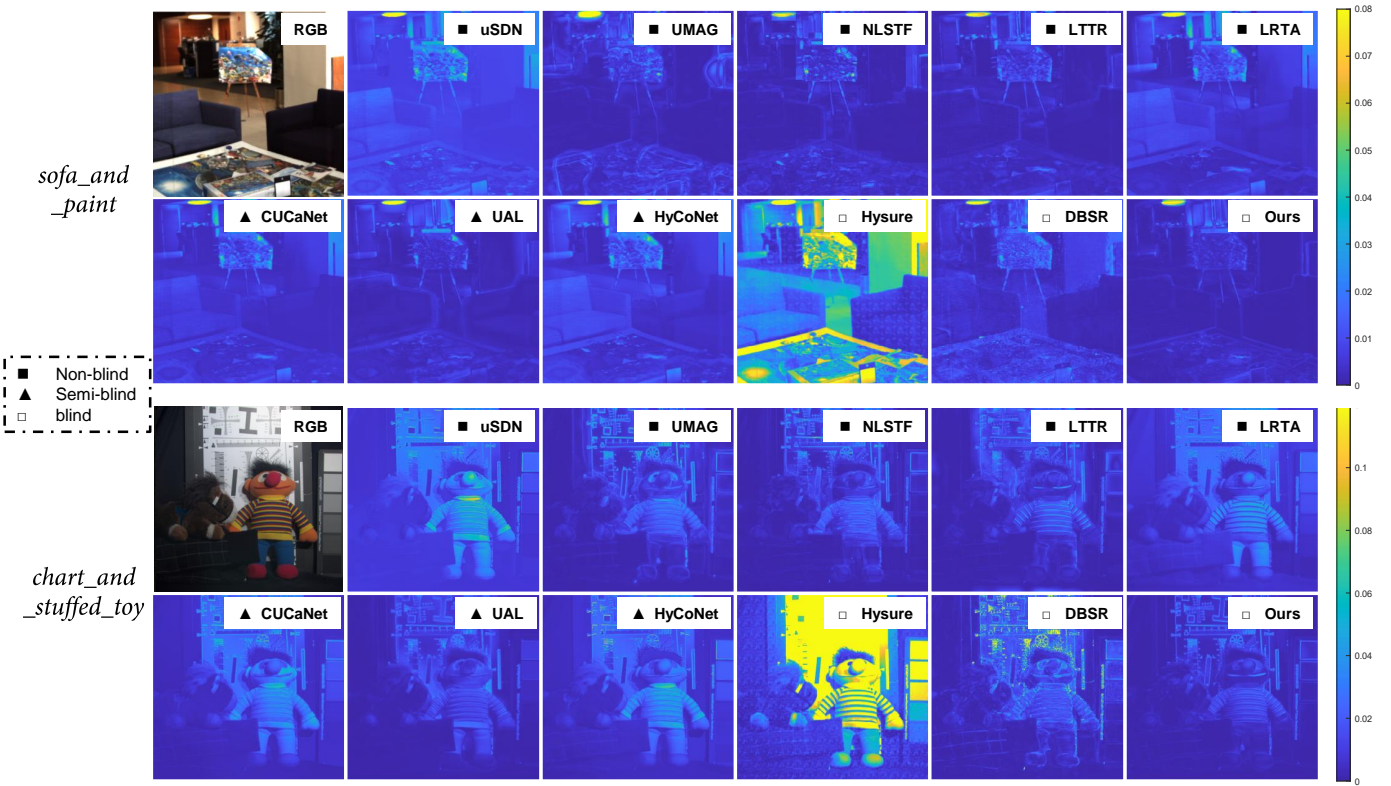 RGB
■ uSDN
■ UMAG
■ NLSTF
■ LTTR
■ LRTA
0.08
0.07
0.06
0.05
0.04
0.03
0.02
0.01
0
sofa_and
_paint
▲ CUCaNet
▲ UAL
▲ HyCoNet
□ Hysure
□ DBSR
□ Ours
■ Non-blind
▲ Semi-blind
□ blind
RGB
■ uSDN
■ UMAG
■ NLSTF
■ LTTR
■ LRTA
0.1
0.08
0.06
0.04
0.02
0
chart_and
_stuffed_toy
▲ CUCaNet
▲ UAL
▲ HyCoNet
□ Hysure
□ DBSR
□ Ours